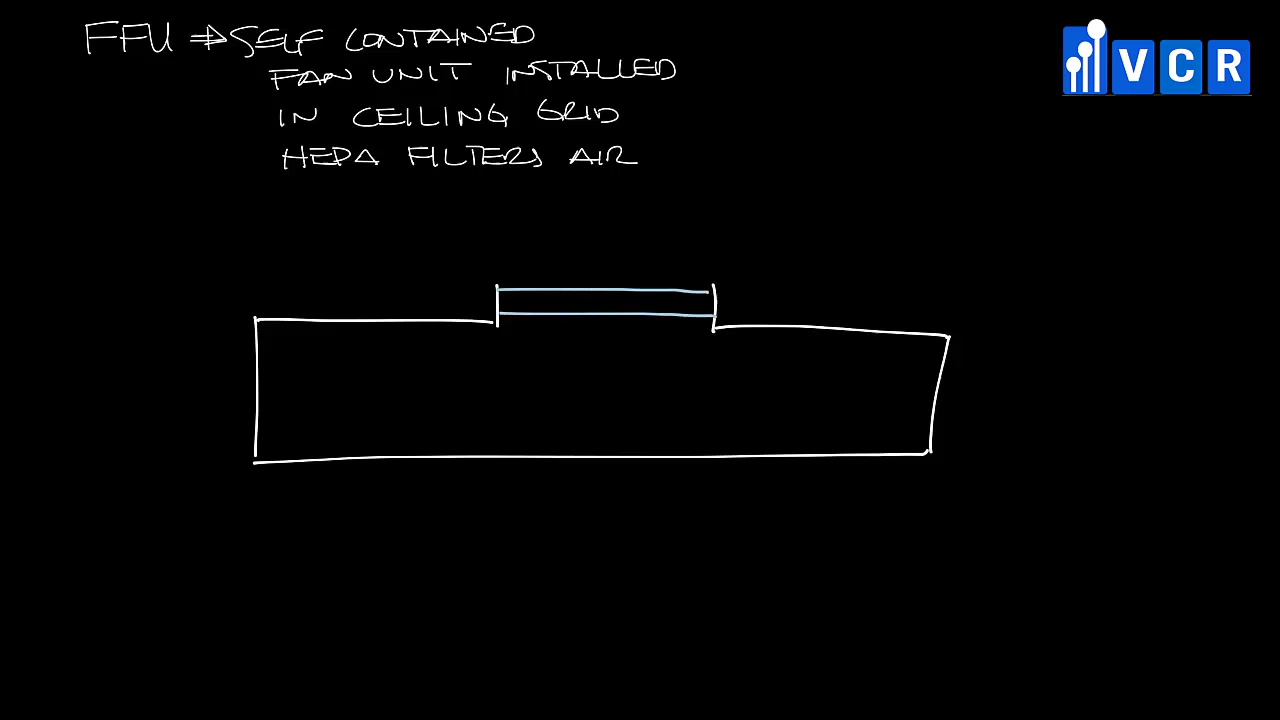 FFU ⇒ SELF CONTAINED
FAN UNIT INSTALLED
IN CEILING GRID
HEPA FILTERS AIR
VCR